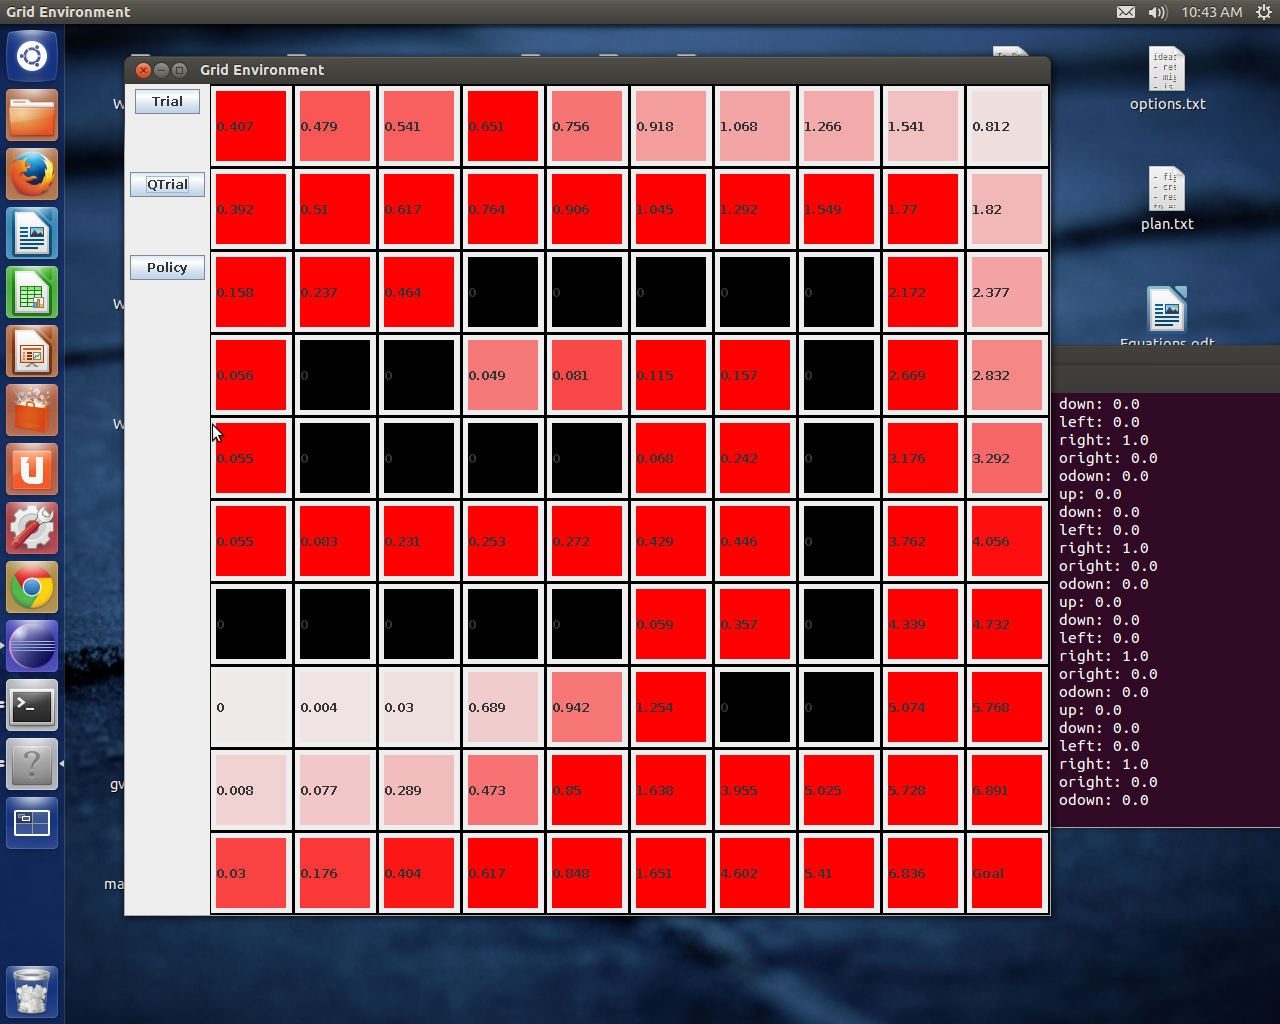 Grid Environment
10:43 AM
Grid Environment
Trial
QTrial
Policy
0.407 0.479 0.541 0.651 0.756 0.918 1.068 1.266 1.541 0.812
0.392 0.51 0.617 0.764 0.906 1.045 1.292 1.549 1.77 1.82
0.158 0.237 0.464 0 0 0 0 0 2.172 2.377
0.056 0 0 0.049 0.081 0.115 0.157 0 2.669 2.832
0.055 0 0 0 0 0.068 0.242 0 3.176 3.292
0.055 0.083 0.231 0.253 0.272 0.429 0.446 0 3.762 4.056
0 0 0 0 0 0.059 0.357 0 4.339 4.732
0 0.004 0.03 0.689 0.942 1.254 0 0 5.074 5.768
0.008 0.077 0.289 0.473 0.85 1.638 3.955 5.025 5.728 6.891
0.03 0.176 0.404 0.617 0.848 1.651 4.602 5.41 6.836 Goal
options.txt
plan.txt
Equations.odt
down: 0.0
left: 0.0
right: 1.0
oright: 0.0
odown: 0.0
up: 0.0
down: 0.0
left: 0.0
right: 1.0
oright: 0.0
odown: 0.0
up: 0.0
down: 0.0
left: 0.0
right: 1.0
oright: 0.0
odown: 0.0
up: 0.0
down: 0.0
left: 0.0
right: 1.0
oright: 0.0
odown: 0.0